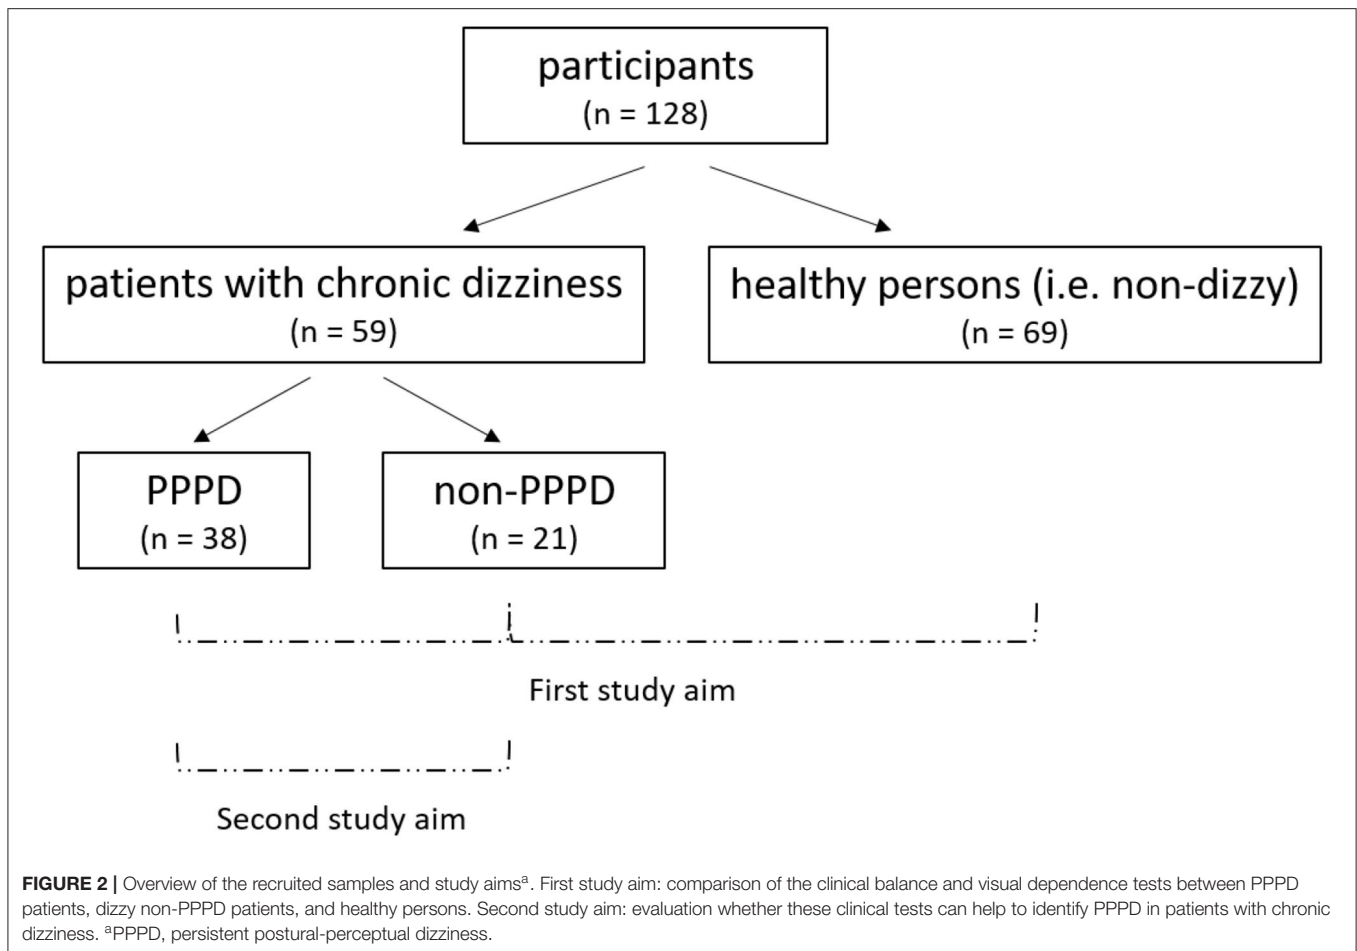 participants
(n = 128)
patients with chronic dizziness
(n = 59)
healthy persons (i.e. non-dizzy)
(n = 69)
PPPD
(n = 38)
non-PPPD
(n = 21)
First study aim
Second study aim
FIGURE 2 | Overview of the recruited samples and study aimsᵃ. First study aim: comparison of the clinical balance and visual dependence tests between PPPD
patients, dizzy non-PPPD patients, and healthy persons. Second study aim: evaluation whether these clinical tests can help to identify PPPD in patients with chronic
dizziness. ᵃPPPD, persistent postural-perceptual dizziness.